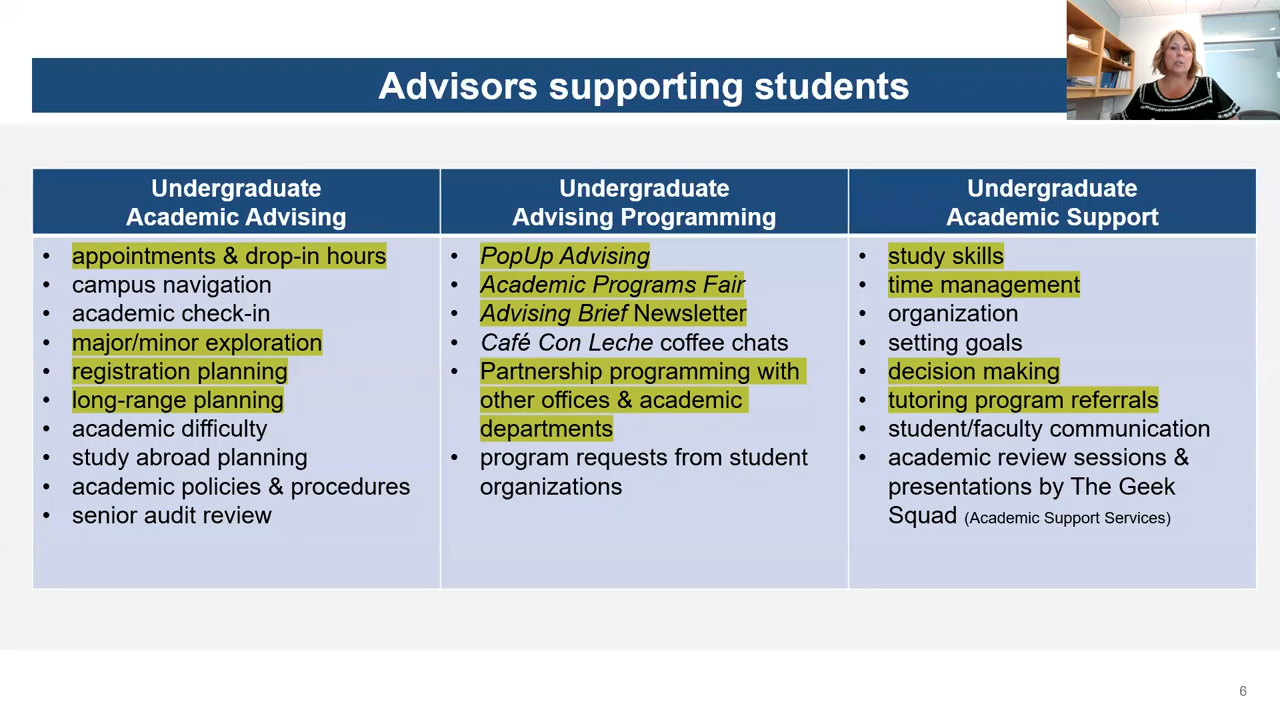 Advisors supporting students
Undergraduate
Academic Advising
• appointments & drop-in hours
• campus navigation
• academic check-in
• major/minor exploration
• registration planning
• long-range planning
• academic difficulty
• study abroad planning
• academic policies & procedures
• senior audit review
Undergraduate
Advising Programming
• PopUp Advising
• Academic Programs Fair
• Advising Brief Newsletter
• Café Con Leche coffee chats
• Partnership programming with
other offices & academic
departments
• program requests from student
organizations
Undergraduate
Academic Support
• study skills
• time management
• organization
• setting goals
• decision making
• tutoring program referrals
• student/faculty communication
• academic review sessions &
presentations by The Geek
Squad (Academic Support Services)
6